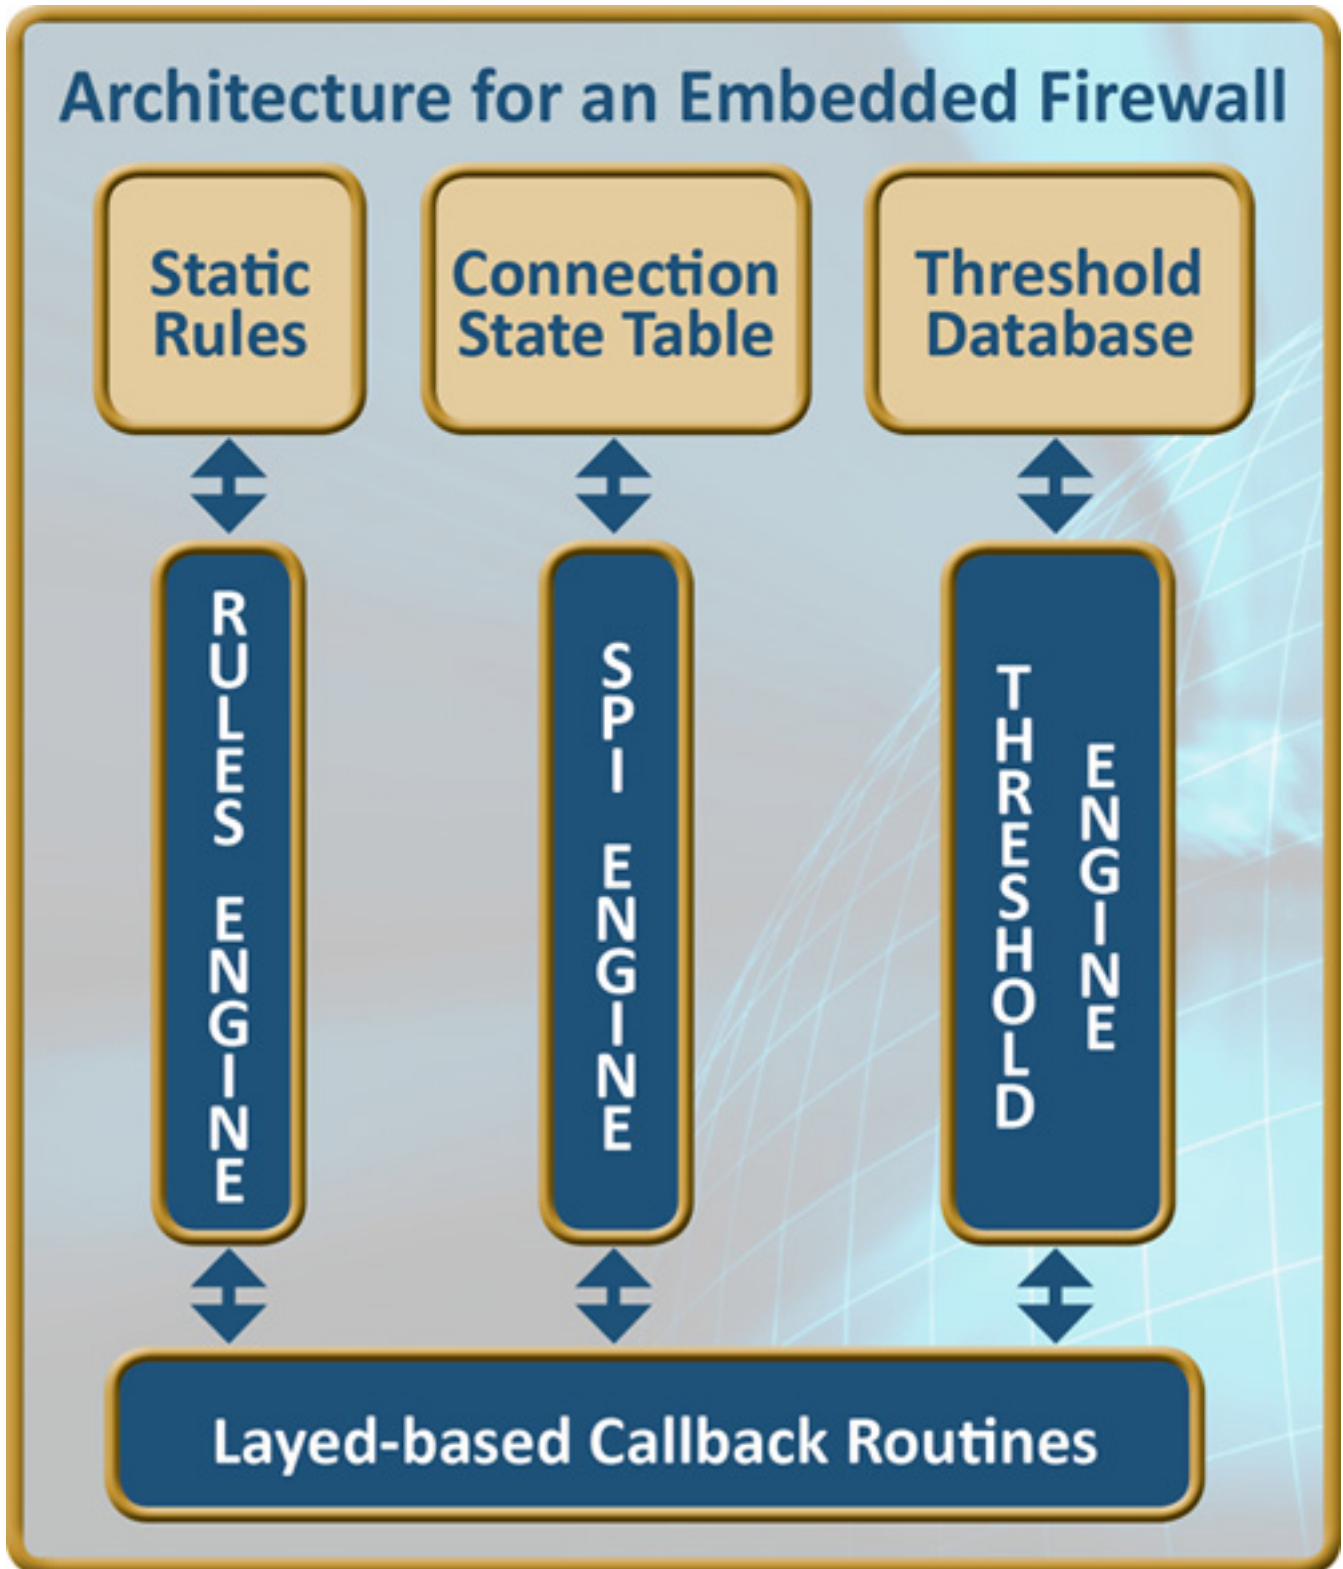 Architecture for an Embedded Firewall
Static
Rules
Connection
State Table
Threshold
Database
RULES ENGINE
SPI ENGINE
THRESHOLD
ENGINE
Layed-based Callback Routines